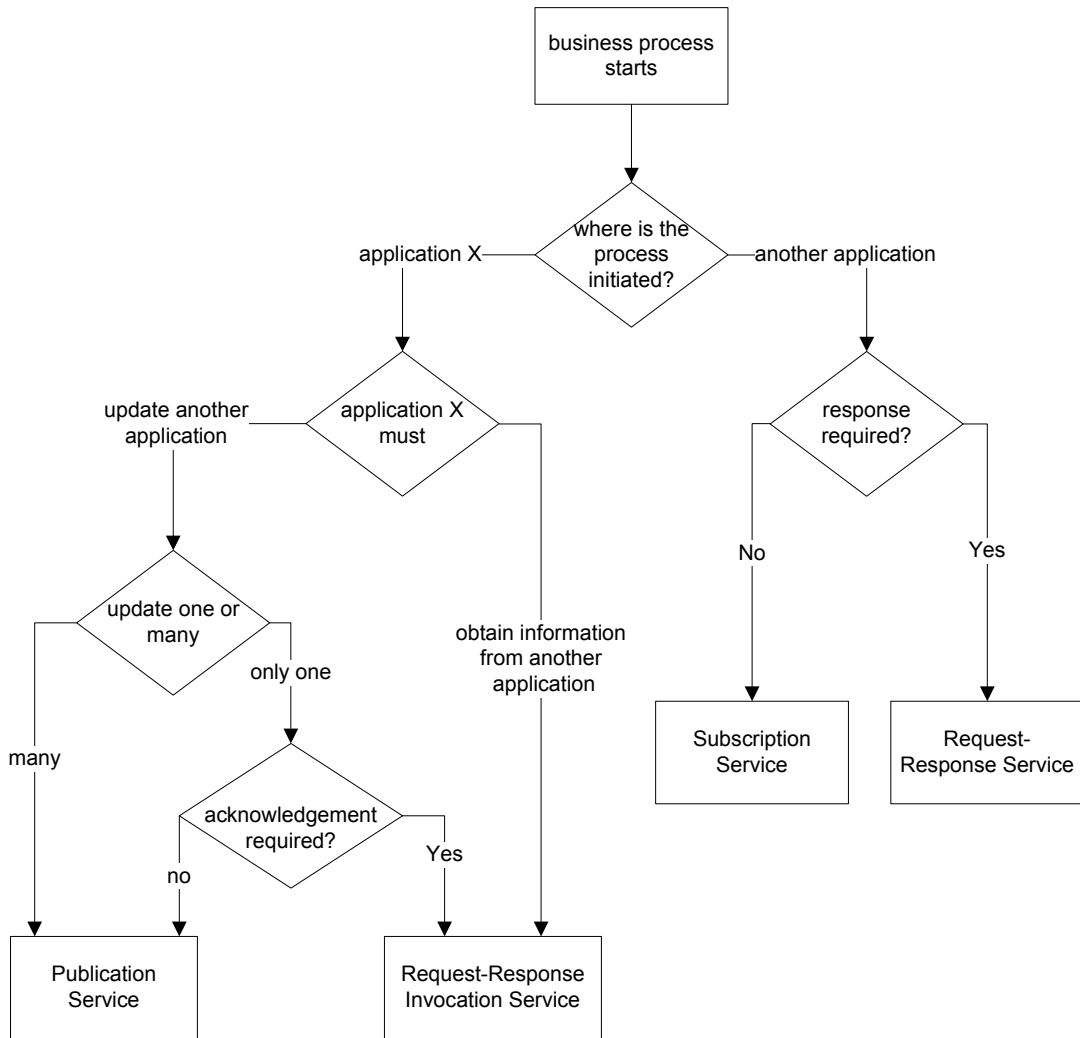 business process
starts
where is the
process
initiated?
application X
another application
application X
must
update another
application
response
required?
No
Yes
update one or
many
only one
obtain information
from another
application
many
Subscription
Service
Request-
Response Service
acknowledgement
required?
no
Yes
Publication
Service
Request-Response
Invocation Service